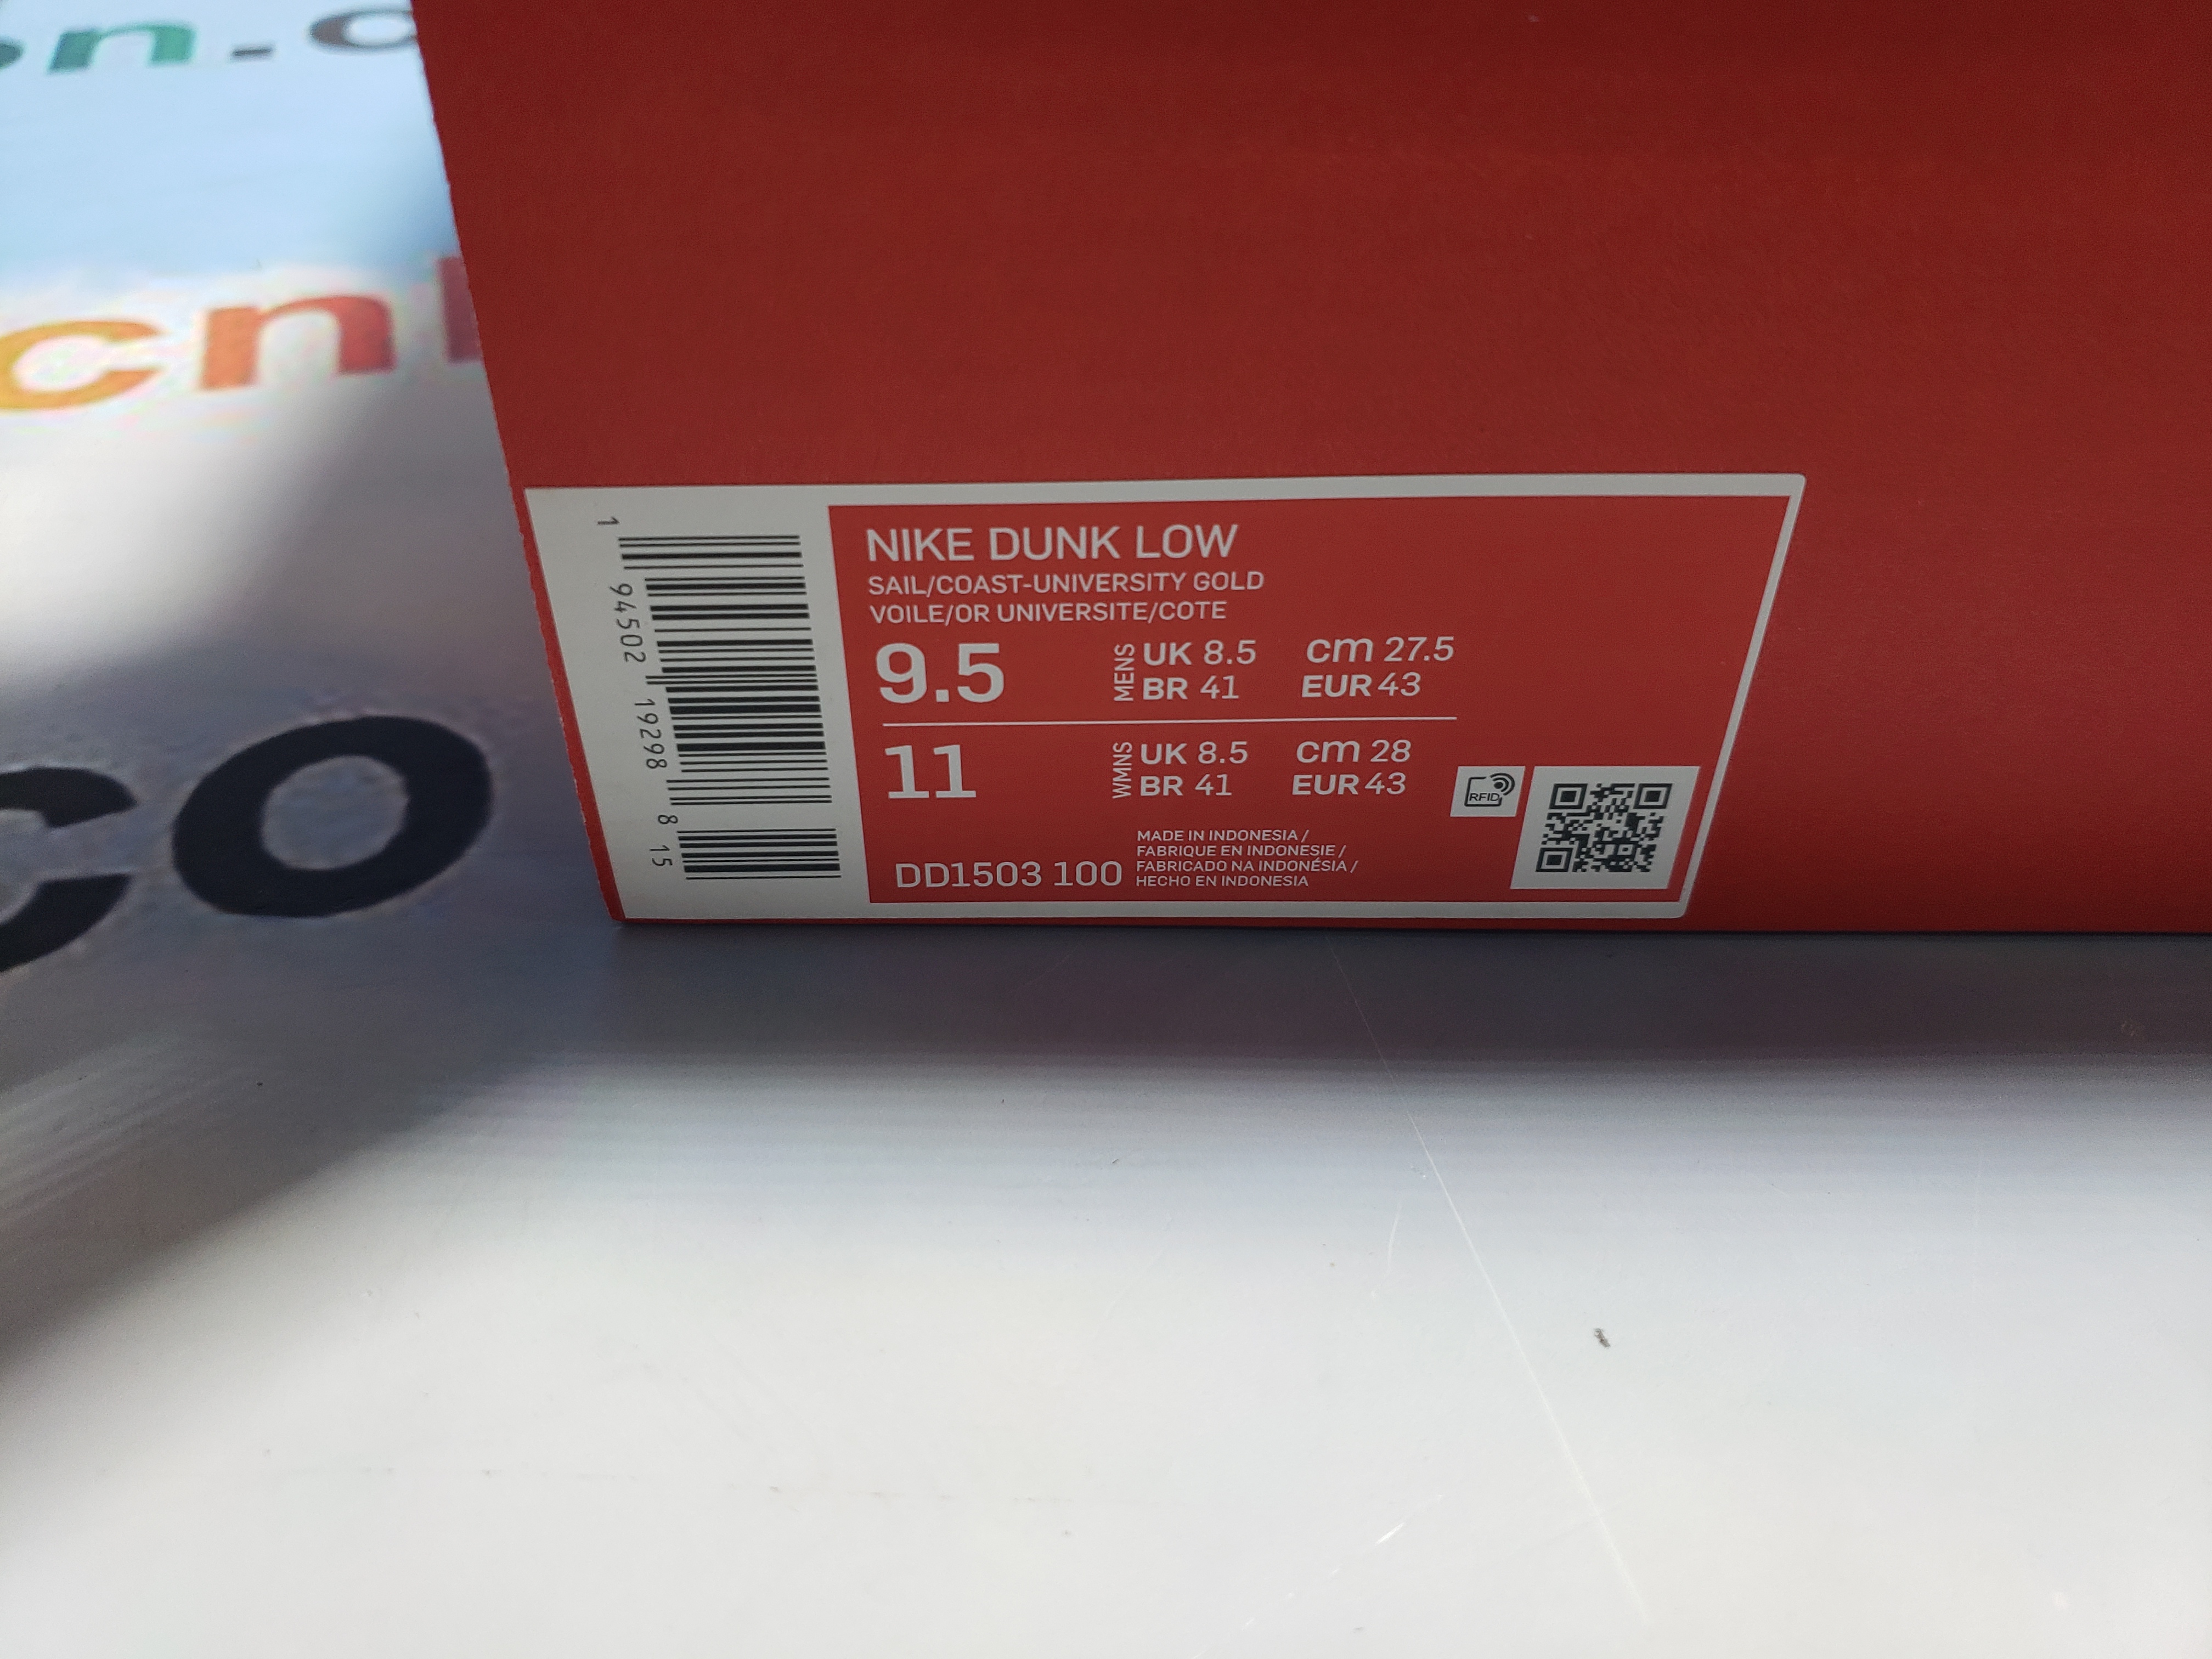 n.c
cn
co
1 94502 19298 8 15
NIKE DUNK LOW
SAIL/COAST-UNIVERSITY GOLD
VOILE/OR UNIVERSITE/COTE
9.5 MENS UK 8.5 cm 27.5
BR 41 EUR 43
11 WMNS UK 8.5 cm 28
BR 41 EUR 43
RFID
MADE IN INDONESIA /
FABRIQUE EN INDONESIE /
FABRICADO NA INDONÉSIA /
HECHO EN INDONESIA
DD1503 100